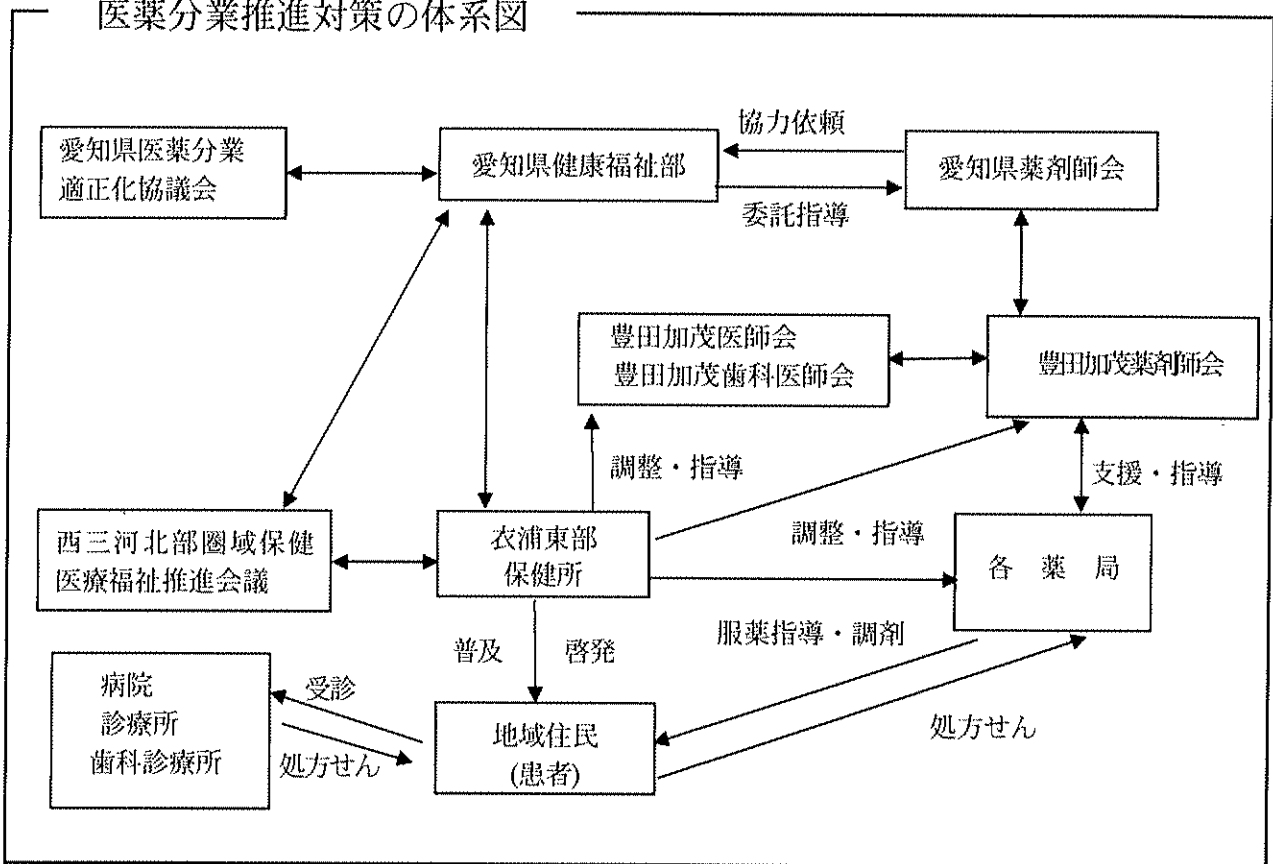 医薬分業推進対策の体系図
愛知県医薬分業
適正化協議会
愛知県健康福祉部
協力依頼
委託指導
愛知県薬剤師会
豊田加茂医師会
豊田加茂歯科医師会
豊田加茂薬剤師会
調整・指導
支援・指導
西三河北部圏域保健
医療福祉推進会議
衣浦東部
保健所
調整・指導
各 薬 局
普及 啓発
服薬指導・調剤
病院
診療所
歯科診療所
受診
処方せん
地域住民
(患者)
処方せん